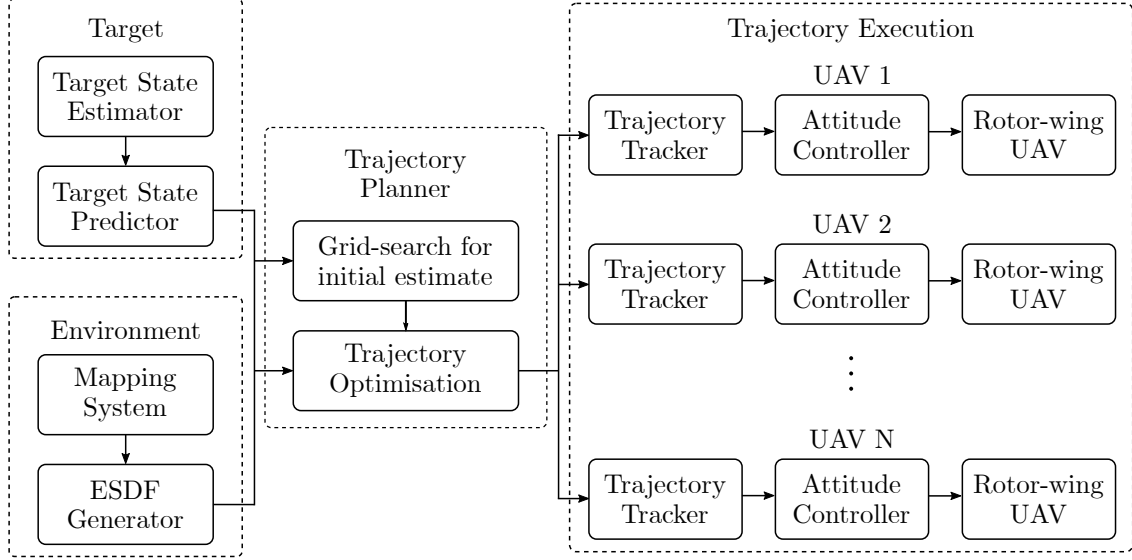 Target
Target State
Estimator
Target State
Predictor
Environment
Mapping
System
ESDF
Generator
Trajectory
Planner
Grid-search for
initial estimate
Trajectory
Optimisation
Trajectory Execution
UAV 1
Trajectory
Tracker
Attitude
Controller
Rotor-wing
UAV
UAV 2
Trajectory
Tracker
Attitude
Controller
Rotor-wing
UAV
UAV N
Trajectory
Tracker
Attitude
Controller
Rotor-wing
UAV